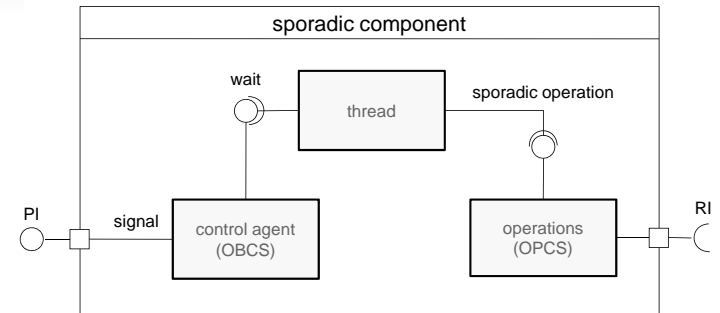 sporadic component
wait
thread
sporadic operation
PI
signal
control agent
(OBCS)
operations
(OPCS)
RI